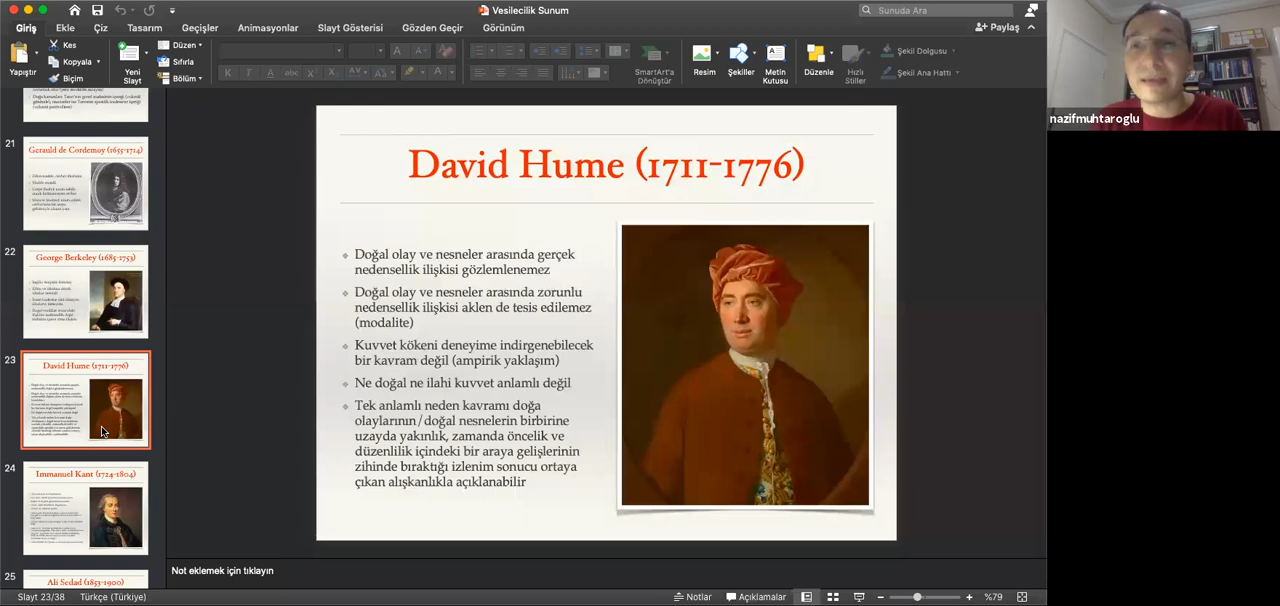 Vesilecilik Sunum
Sunuda Ara
Giriş Ekle Çiz Tasarım Geçişler Animasyonlar Slayt Gösterisi Gözden Geçir Görünüm
Paylaş
Yapıştır
Kes
Kopyala
Biçim
Yeni
Slayt
Düzen
Sıfırla
Bölüm
K T A abc
SmartArt'a
Dönüştür
Resim
Şekiller
Metin
Kutusu
Düzenle
Hızlı
Stiller
Şekil Dolgusu
Şekil Ana Hattı
nazifmuhtaroglu
21
Gerauld de Cordemoy (1655-1714)
22
George Berkeley (1685-1753)
23
David Hume (1711-1776)
24
Immanuel Kant (1724-1804)
25
Ali Sedad (1853-1900)
David Hume (1711-1776)
Doğal olay ve nesneler arasında gerçek
nedensellik ilişkisi gözlemlenemez
Doğal olay ve nesneler arasında zorunlu
nedensellik ilişkisi aklen de tesis edilemez
(modalite)
Kuvvet kökeni deneyime indirgenebilecek
bir kavram değil (ampirik yaklaşım)
Ne doğal ne ilahi kuvvet anlamlı değil
Tek anlamlı neden kavramı doğa
olaylarının/doğal nesnelerin birbirine
uzayda yakınlık, zamanda öncelik ve
düzenlilik içindeki bir araya gelişlerinin
zihinde bıraktığı izlenim sonucu ortaya
çıkan alışkanlıkla açıklanabilir
Not eklemek için tıklayın
Slayt 23/38 Türkçe (Türkiye)
Notlar Açıklamalar %79